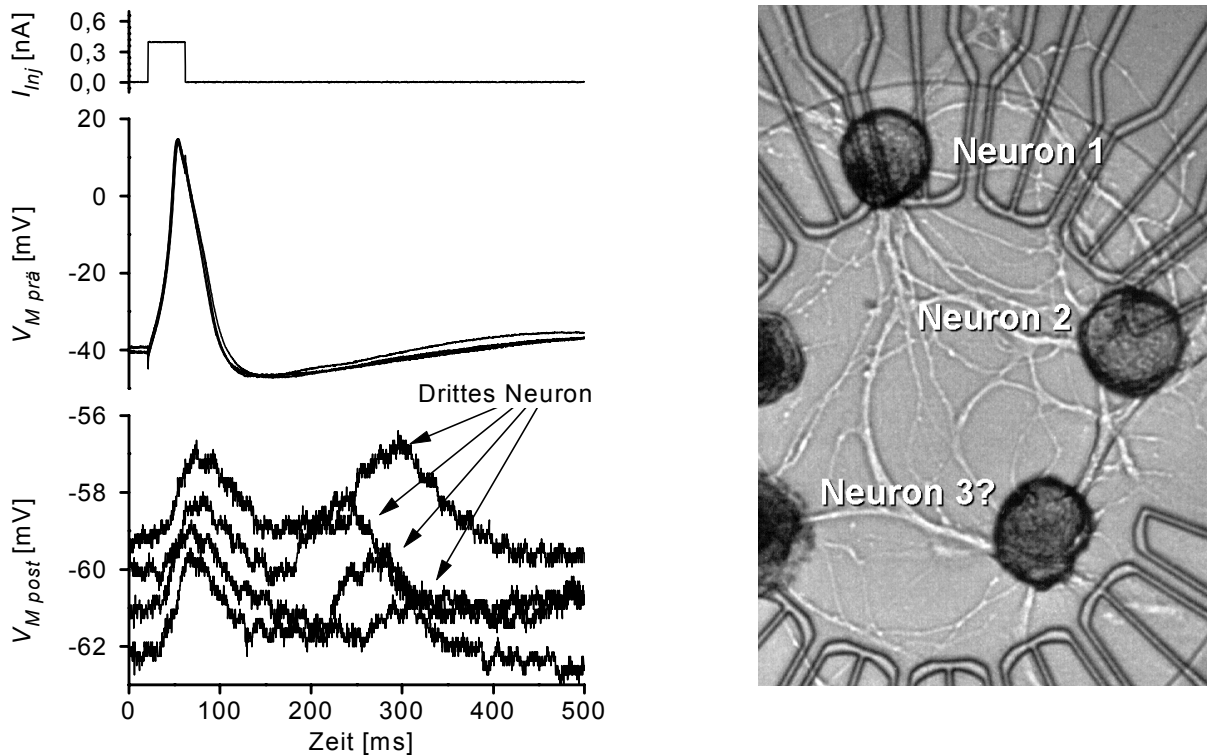 I_Inj [nA]
0,6
0,3
0,0
V_M prä [mV]
20
0
-20
-40
Drittes Neuron
V_M post [mV]
-56
-58
-60
-62
0 100 200 300 400 500
Zeit [ms]
Neuron 1
Neuron 2
Neuron 3?